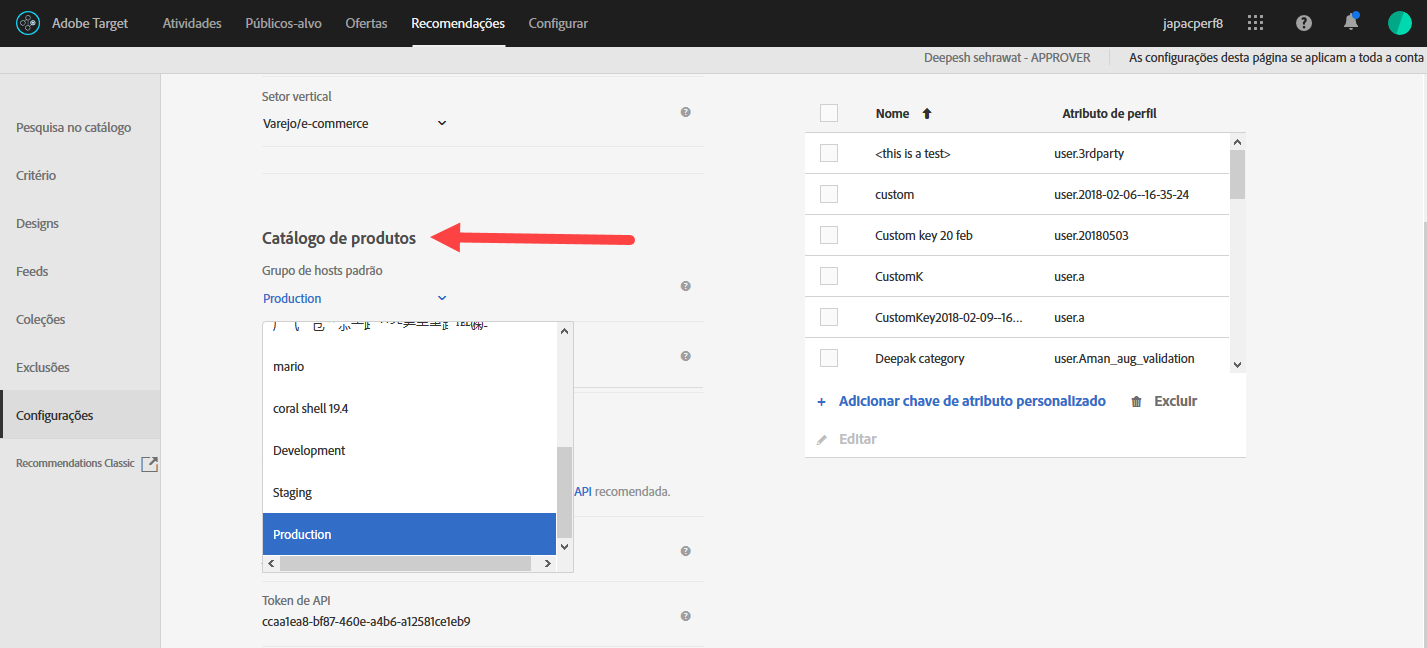 Adobe Target
Atividades
Públicos-alvo
Ofertas
Recomendações
Configurar
japacperf8
Deepesh sehrawat - APPROVER
As configurações desta página se aplicam a toda a conta
Pesquisa no catálogo
Critério
Designs
Feeds
Coleções
Exclusões
Configurações
Recommendations Classic
Setor vertical
Varejo/e-commerce
Catálogo de produtos
Grupo de hosts padrão
Production
mario
coral shell 19.4
Development
Staging
Production
API recomendada.
Token de API
ccaa1ea8-bf87-460e-a4b6-a12581ce1eb9
Nome
Atributo de perfil
<this is a test>
user.3rdparty
custom
user.2018-02-06--16-35-24
Custom key 20 feb
user.20180503
CustomK
user.a
CustomKey2018-02-09--16...
user.a
Deepak category
user.Aman_aug_validation
+ Adicionar chave de atributo personalizado
Excluir
Editar